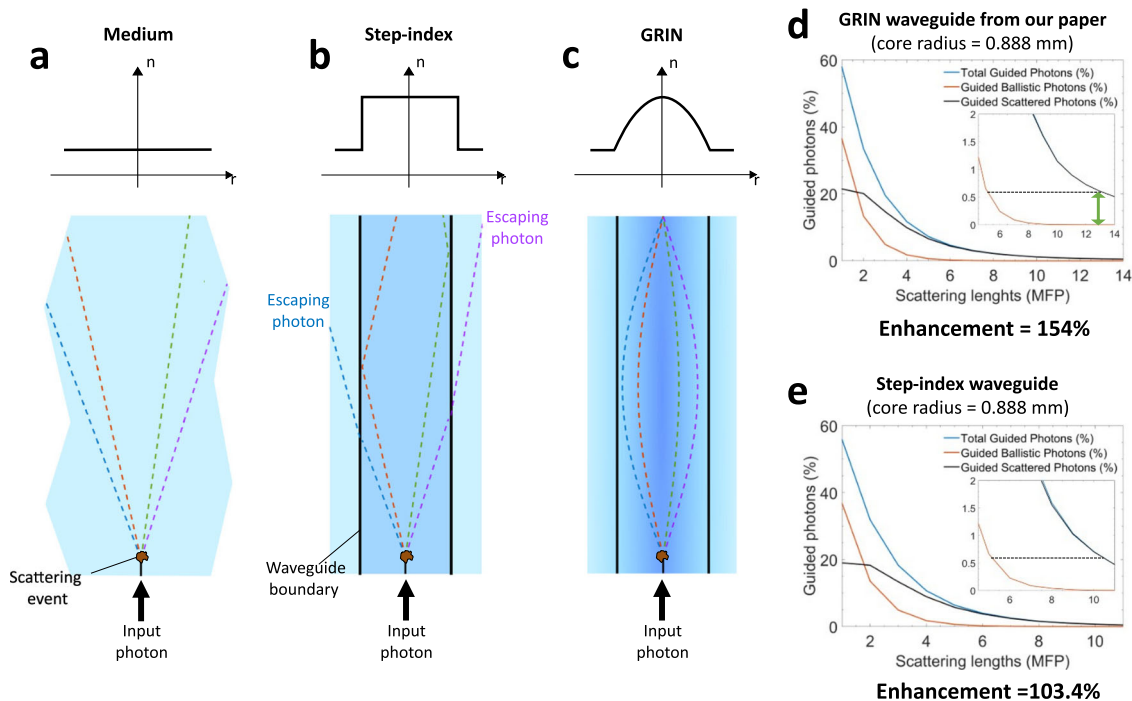 a
Medium
n
r
b
Step-index
n
r
c
GRIN
n
r
Escaping
photon
Escaping
photon
Scattering
event
Waveguide
boundary
Input
photon
Input
photon
Input
photon
d
GRIN waveguide from our paper
(core radius = 0.888 mm)
Guided photons (%)
60
40
20
0
Total Guided Photons (%)
Guided Ballistic Photons (%)
Guided Scattered Photons (%)
2
1.5
1
0.5
0
6 8 10 12 14
2 4 6 8 10 12 14
Scattering lenghts (MFP)
Enhancement = 154%
e
Step-index waveguide
(core radius = 0.888 mm)
Guided photons (%)
60
40
20
0
Total Guided Photons (%)
Guided Ballistic Photons (%)
Guided Scattered Photons (%)
2
1.5
1
0.5
0
6 8 10
2 4 6 8 10
Scattering lengths (MFP)
Enhancement =103.4%